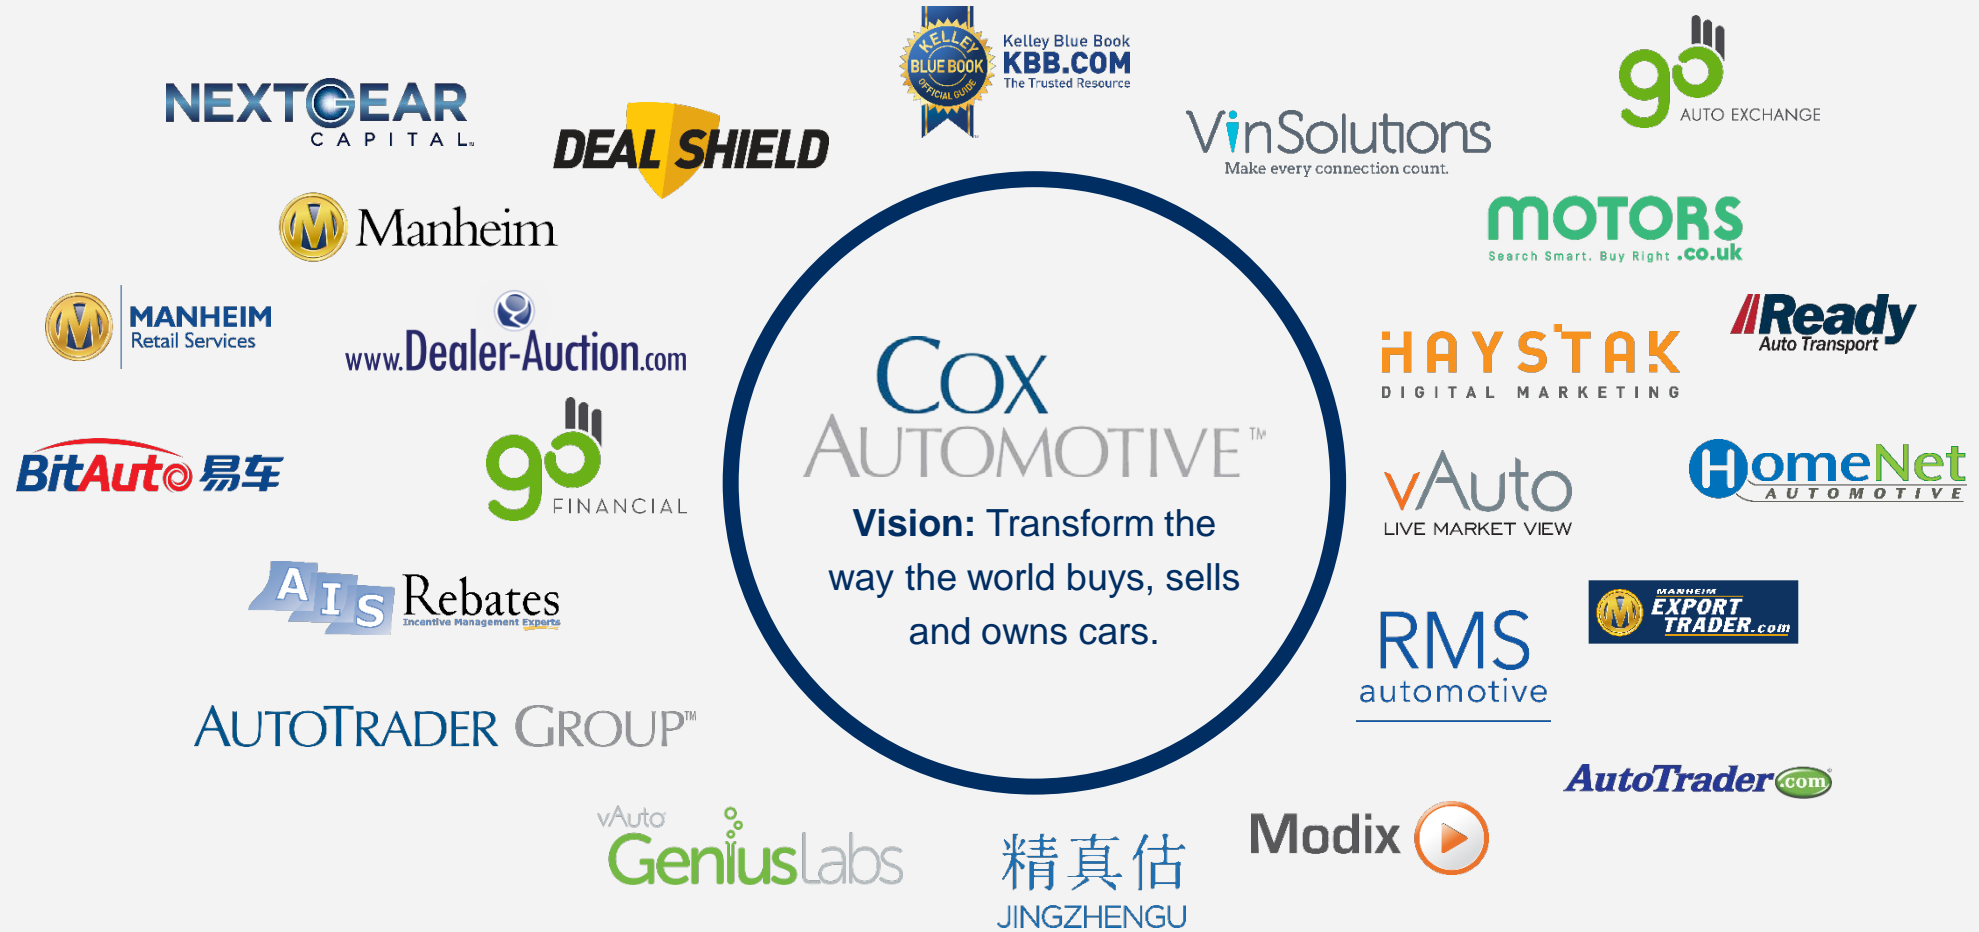 KELLEY
BLUE BOOK
OFFICIAL GUIDE
Kelley Blue Book
KBB.COM
The Trusted Resource
go
AUTO EXCHANGE
NEXTGEAR
CAPITAL
DEAL SHIELD
VinSolutions
Make every connection count.
Manheim
MOTORS
.co.uk
Search Smart. Buy Right
MANHEIM
Retail Services
www.Dealer-Auction.com
HAYSTAK
DIGITAL MARKETING
Ready
Auto Transport
COX
AUTOMOTIVE™
Vision: Transform the
way the world buys, sells
and owns cars.
BitAuto 易车
go
FINANCIAL
vAuto
LIVE MARKET VIEW
HomeNet
AUTOMOTIVE
AIS Rebates
Incentive Management Experts
RMS
automotive
MANHEIM
EXPORT
TRADER.com
AUTOTRADER GROUP™
AutoTrader.com
vAuto
GeniusLabs
精真估
JINGZHENGU
Modix